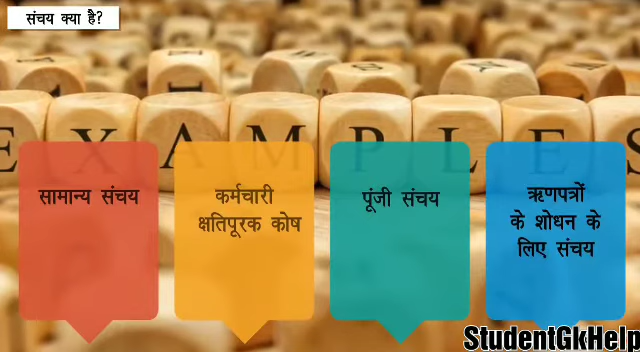 संचय क्या है?
EXAMPLES
सामान्य संचय
कर्मचारी
क्षतिपूरक कोष
पूंजी संचय
ऋणपत्रों
के शोधन के
लिए संचय
StudentGkHelp